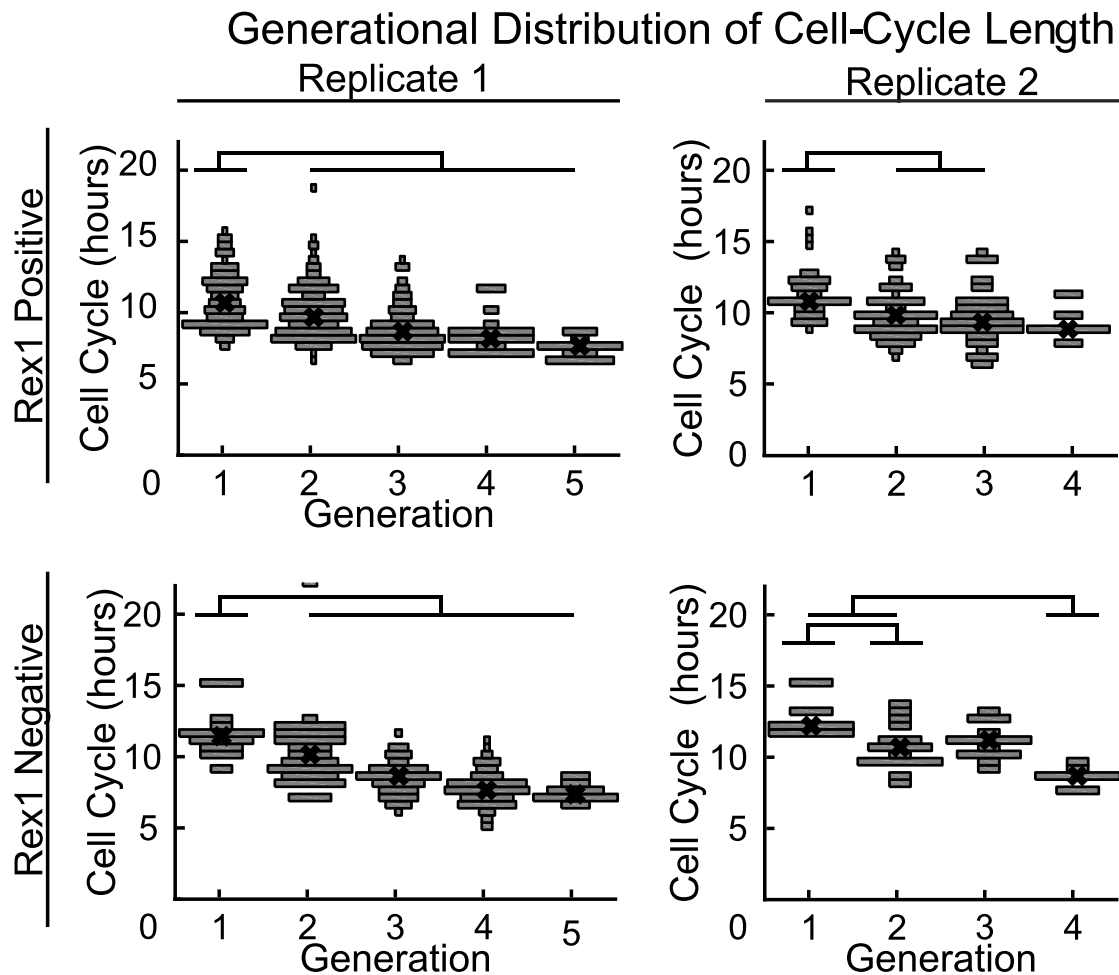 Generational Distribution of Cell-Cycle Length
Replicate 1
Replicate 2
Rex1 Positive
Cell Cycle (hours)
20
15
10
5
0
1 2 3 4 5
Generation
Cell Cycle (hours)
20
15
10
5
0
1 2 3 4
Rex1 Negative
Cell Cycle (hours)
20
15
10
5
0
1 2 3 4 5
Generation
Cell Cycle (hours)
20
15
10
5
0
1 2 3 4
Generation